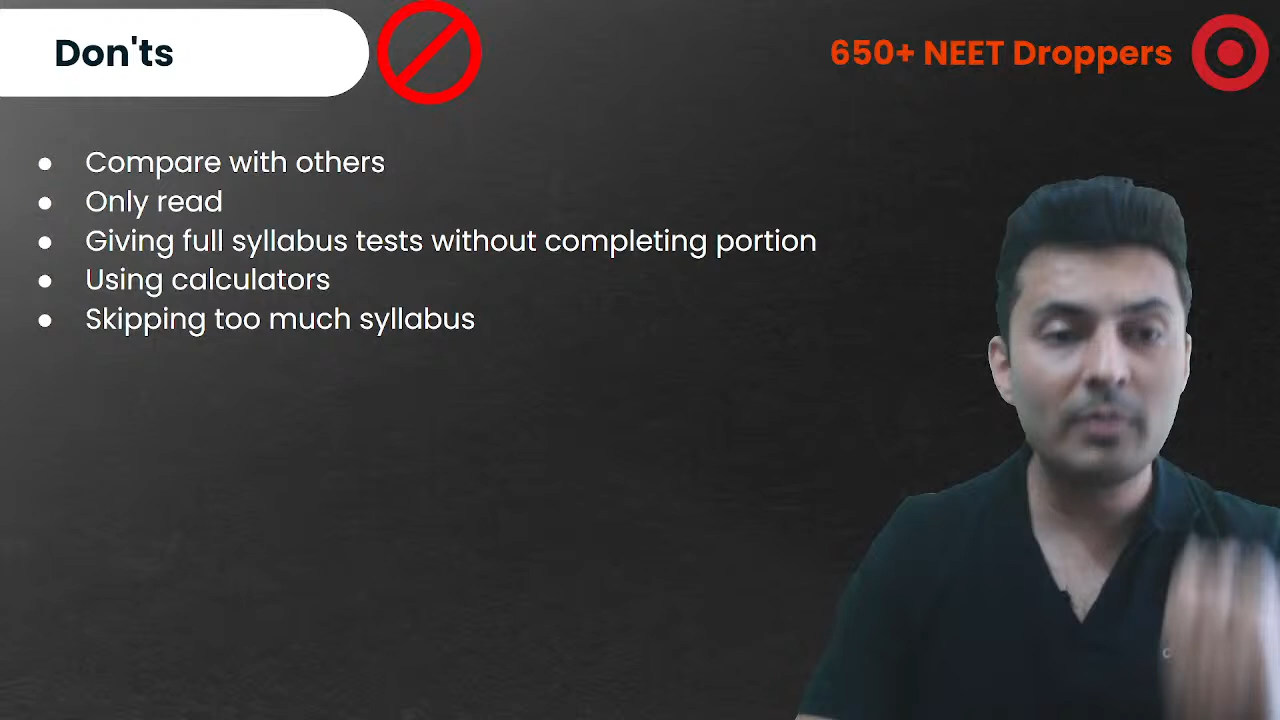 Don'ts
650+ NEET Droppers
● Compare with others
● Only read
● Giving full syllabus tests without completing portion
● Using calculators
● Skipping too much syllabus